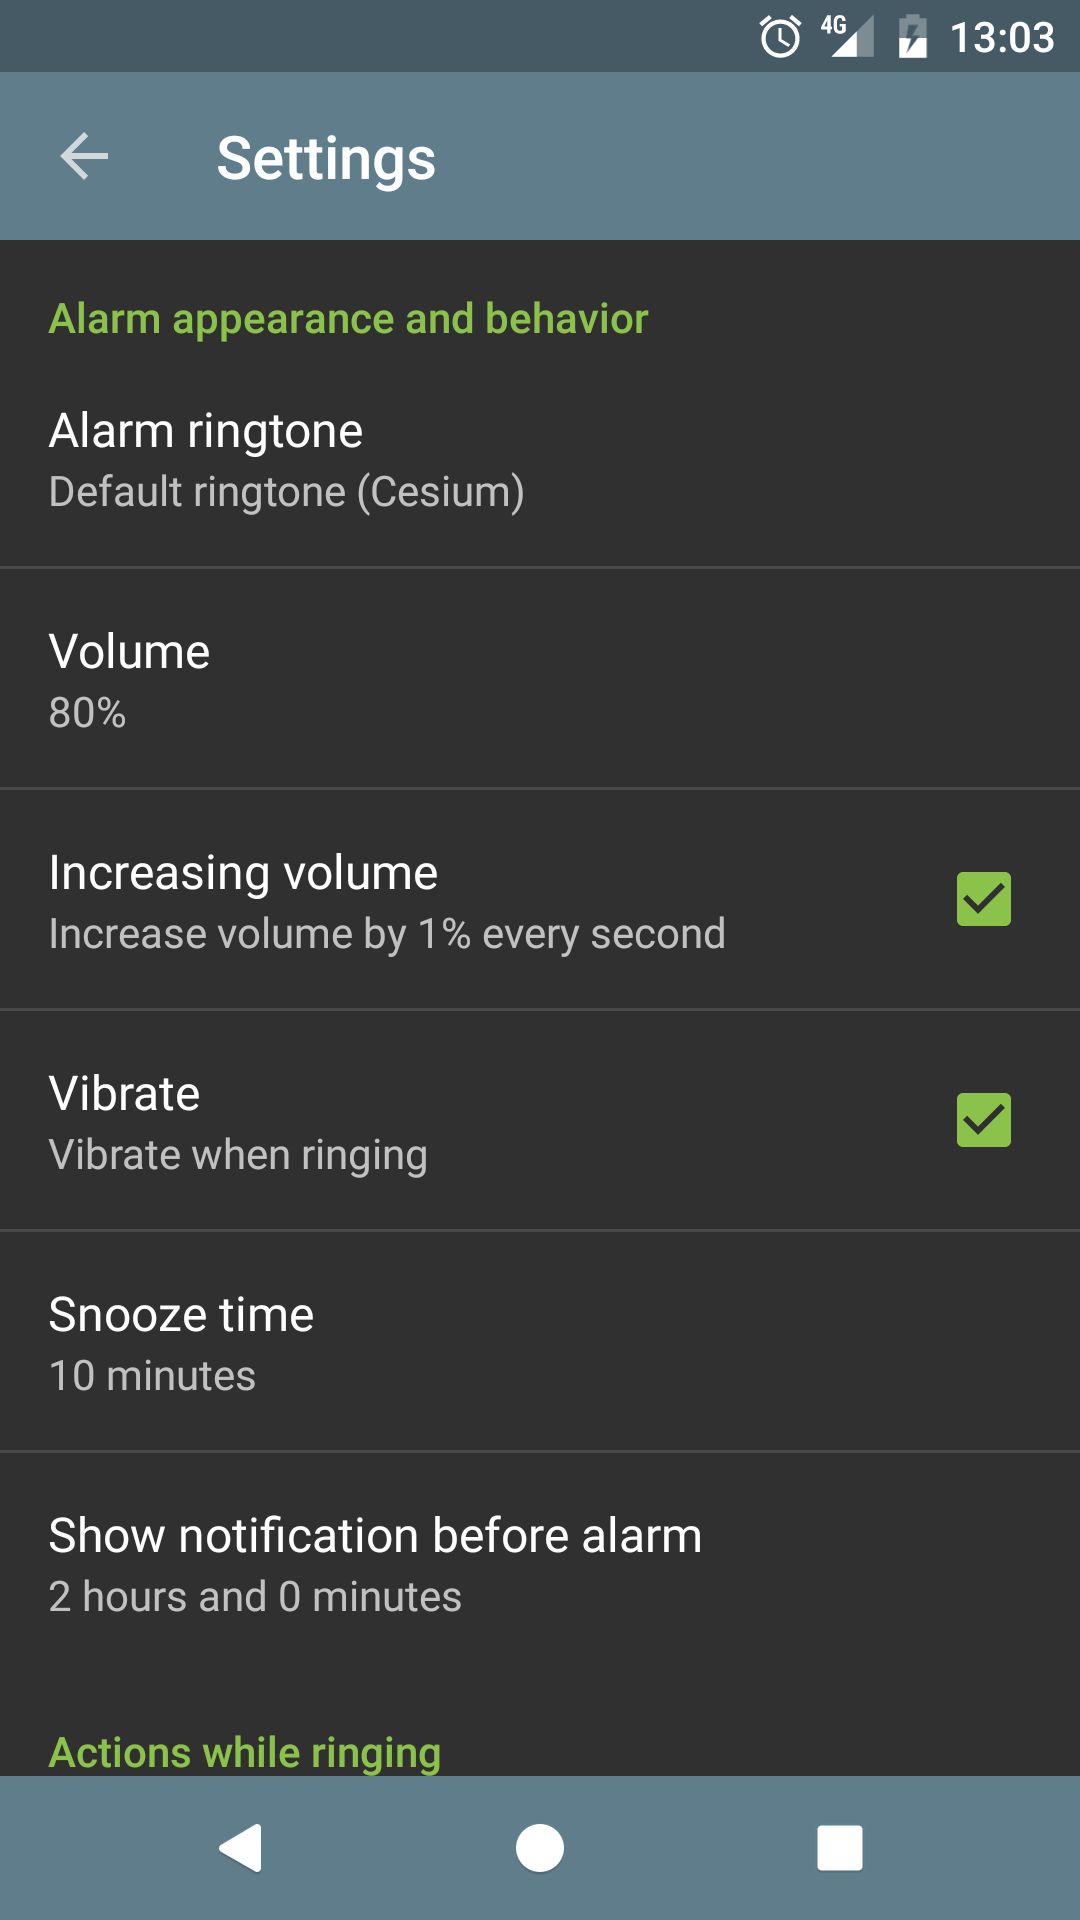 4G 13:03
Settings
Alarm appearance and behavior
Alarm ringtone
Default ringtone (Cesium)
Volume
80%
Increasing volume
Increase volume by 1% every second
Vibrate
Vibrate when ringing
Snooze time
10 minutes
Show notification before alarm
2 hours and 0 minutes
Actions while ringing